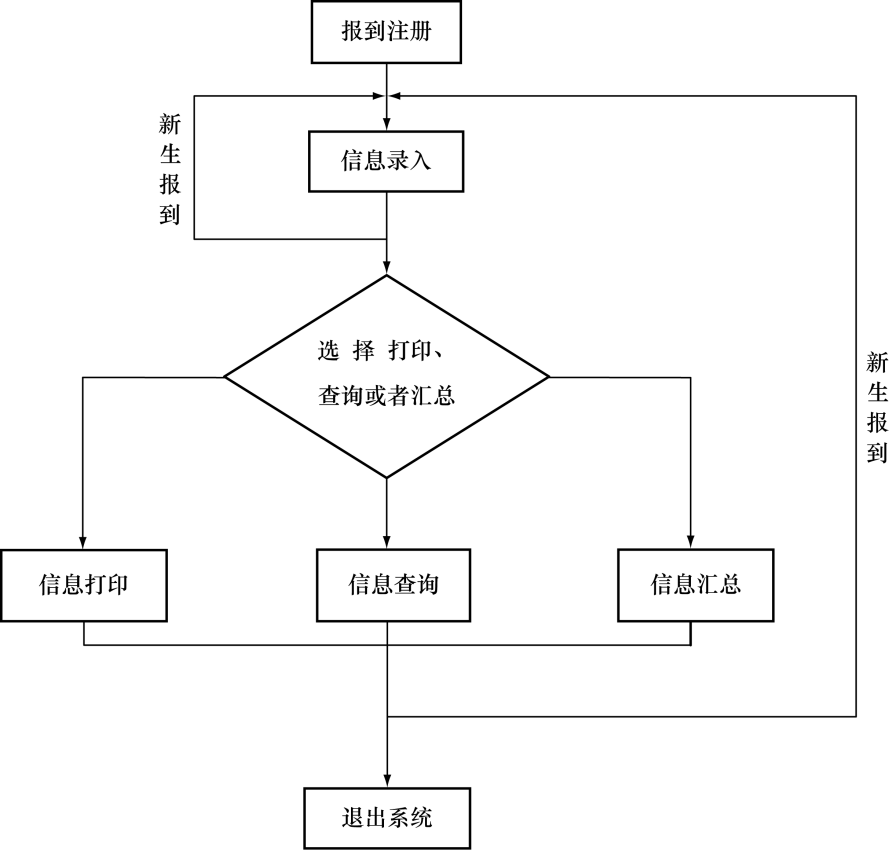 报到注册
新生报到
信息录入
选 择 打印、
查询或者汇总
新生报到
信息打印
信息查询
信息汇总
退出系统